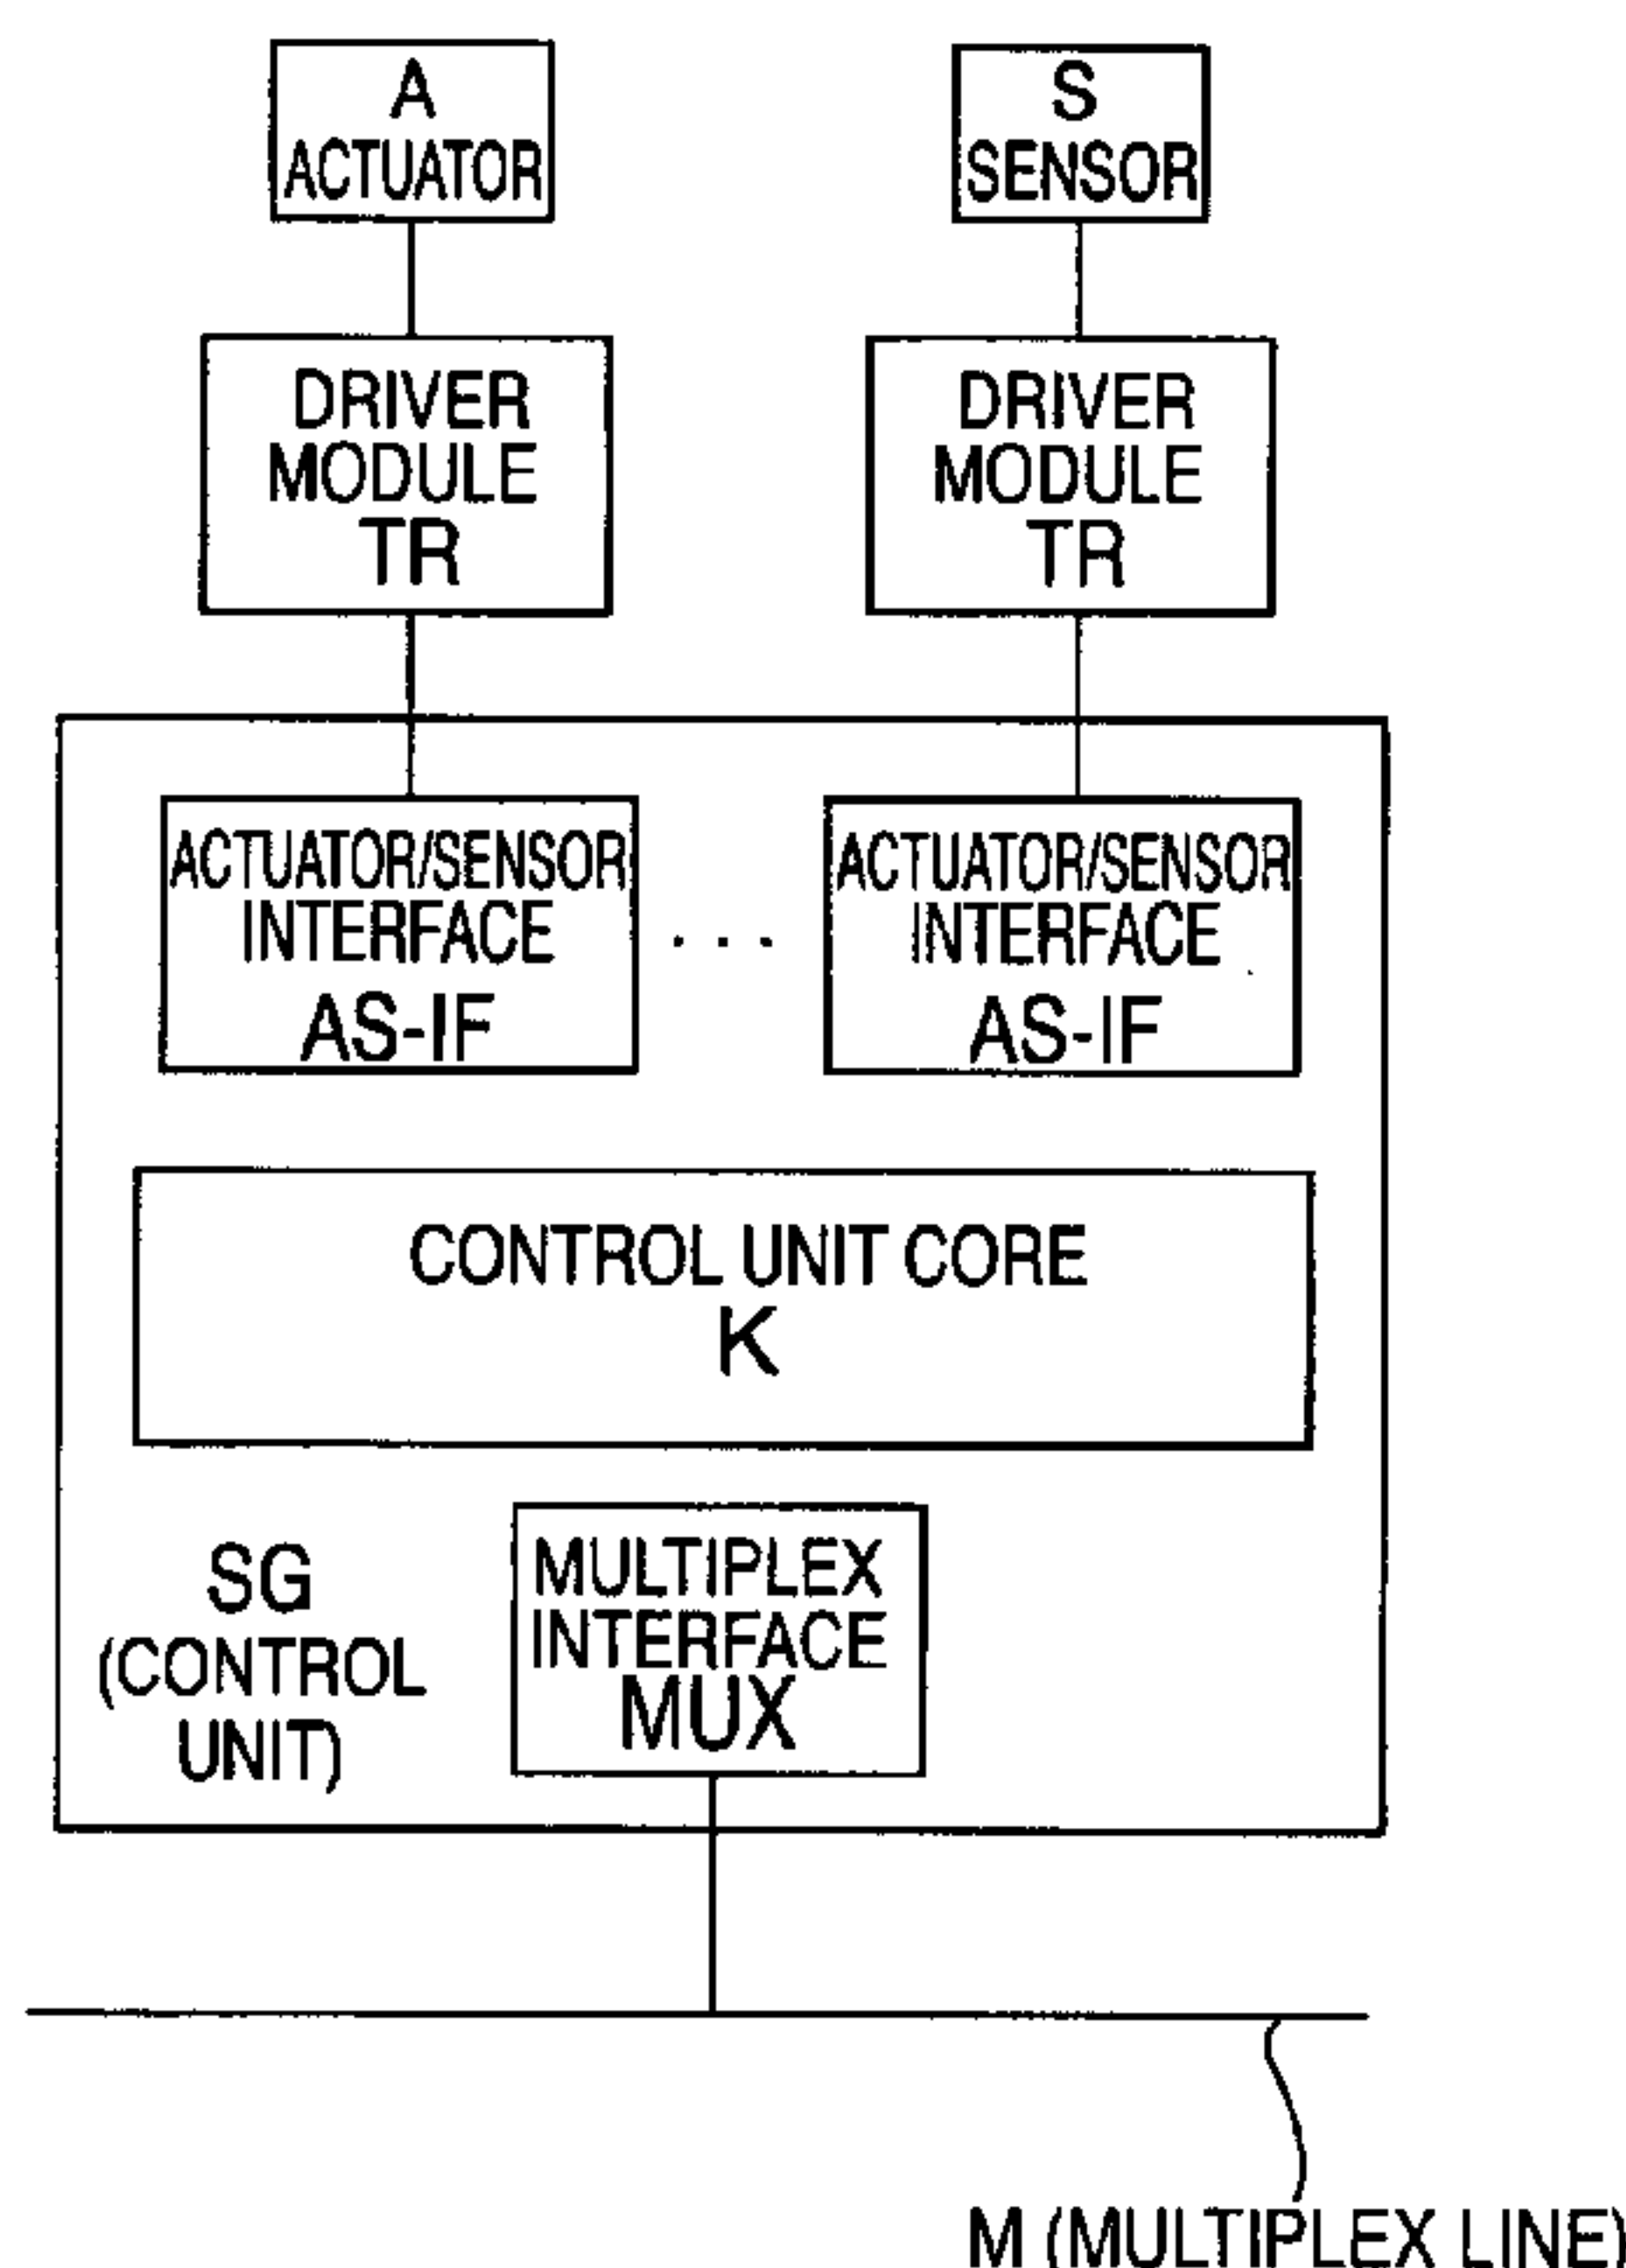 A
ACTUATOR
S
SENSOR
DRIVER
MODULE
TR
DRIVER
MODULE
TR
ACTUATOR/SENSOR
INTERFACE
AS-IF
. . .
ACTUATOR/SENSOR
INTERFACE
AS-IF
CONTROL UNIT CORE
K
SG
(CONTROL
UNIT)
MULTIPLEX
INTERFACE
MUX
M (MULTIPLEX LINE)